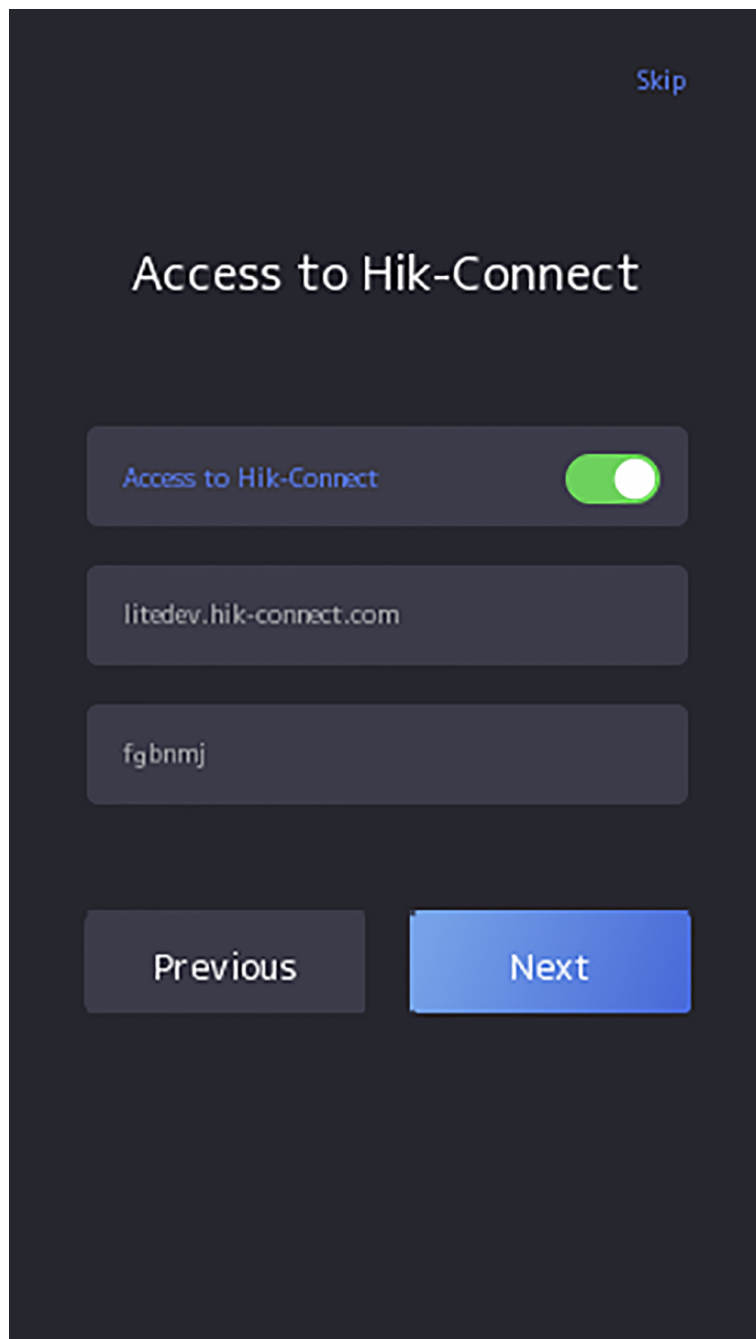 Skip
Access to Hik-Connect
Access to Hik-Connect
litedev.hik-connect.com
fgbnmj
Previous
Next